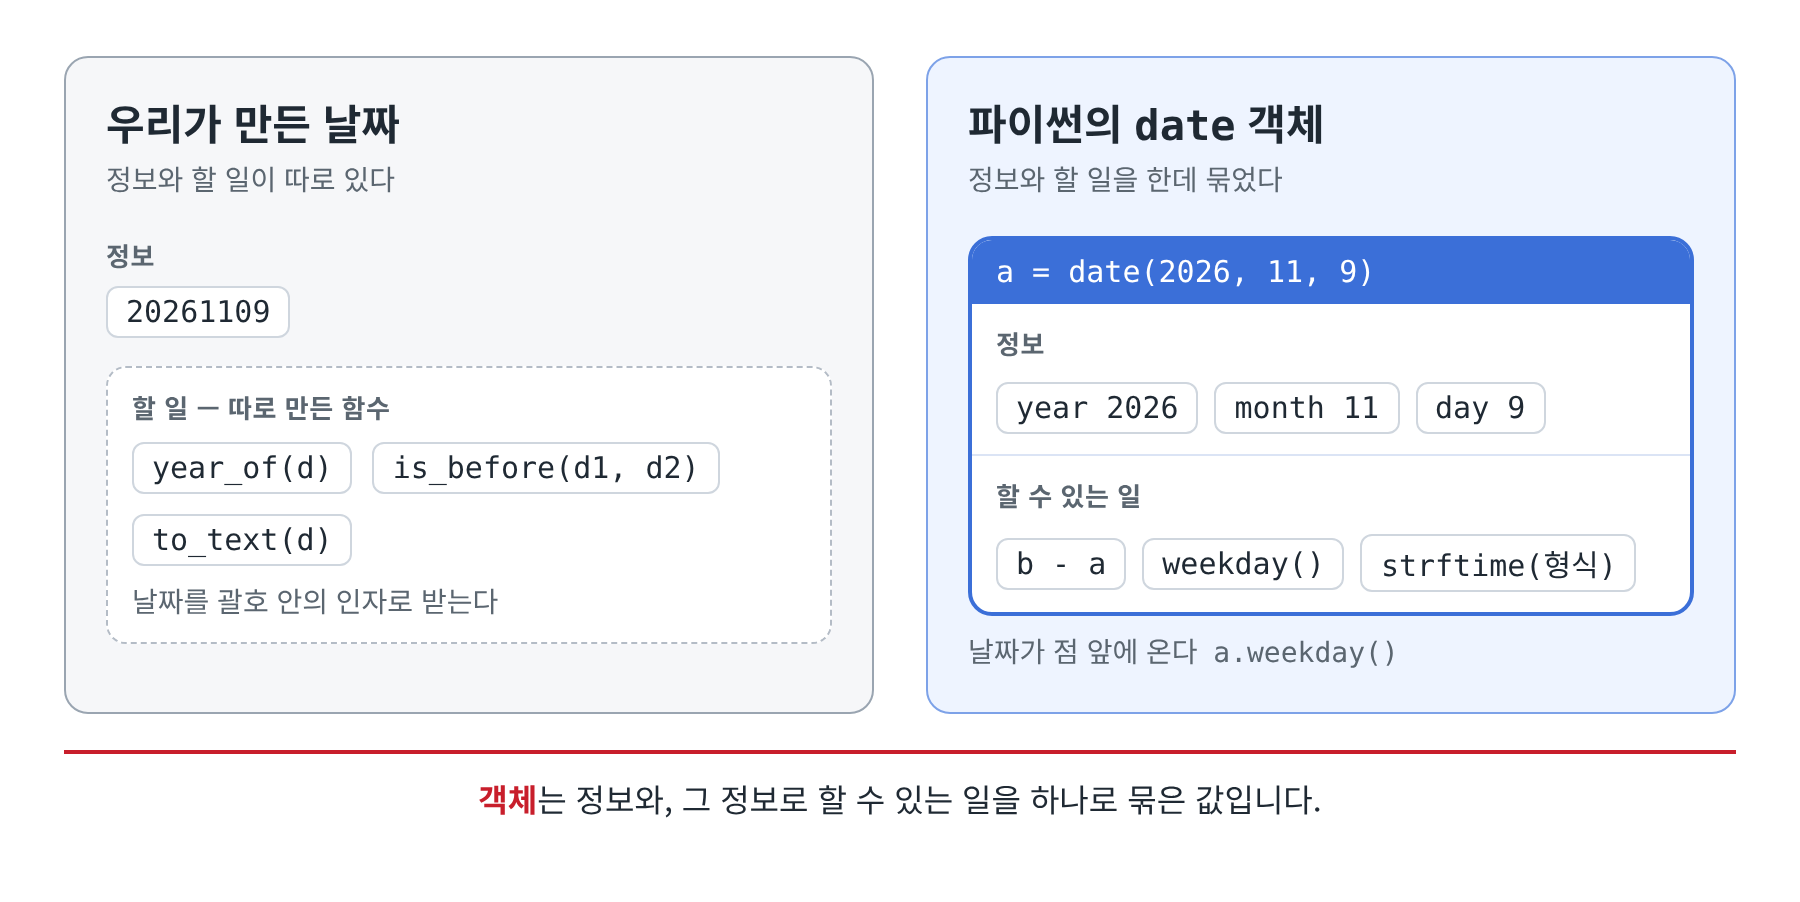 우리가 만든 날짜
정보와 할 일이 따로 있다
정보
20261109
할 일 — 따로 만든 함수
year_of(d) is_before(d1, d2)
to_text(d)
날짜를 괄호 안의 인자로 받는다
파이썬의 date 객체
정보와 할 일을 한데 묶었다
a = date(2026, 11, 9)
정보
year 2026 month 11 day 9
할 수 있는 일
b - a weekday() strftime(형식)
날짜가 점 앞에 온다 a.weekday()
객체는 정보와, 그 정보로 할 수 있는 일을 하나로 묶은 값입니다.